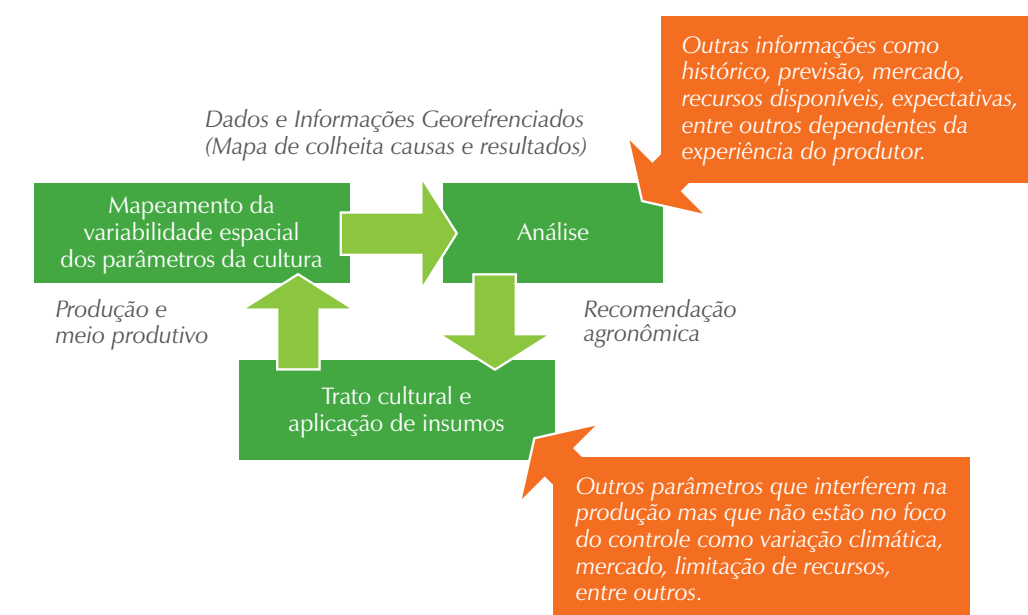 Outras informações como
histórico, previsão, mercado,
recursos disponíveis, expectativas,
entre outros dependentes da
experiência do produtor.
Dados e Informações Georefrenciados
(Mapa de colheita causas e resultados)
Mapeamento da
variabilidade espacial
dos parâmetros da cultura
Análise
Produção e
meio produtivo
Recomendação
agronômica
Trato cultural e
aplicação de insumos
Outros parâmetros que interferem na
produção mas que não estão no foco
do controle como variação climática,
mercado, limitação de recursos,
entre outros.